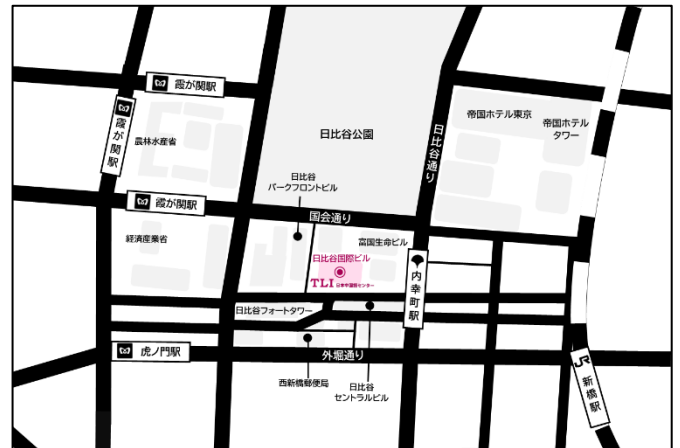 霞が関駅
霞が関駅
農林水産省
日比谷公園
日比谷通り
帝国ホテル東京
帝国ホテル
タワー
日比谷
パークフロントビル
霞が関駅
国会通り
経済産業省
富国生命ビル
日比谷国際ビル
TLI 日本中国語センター
内幸町駅
日比谷フォートタワー
虎ノ門駅
外堀通り
西新橋郵便局
日比谷
セントラルビル
JR 新橋駅